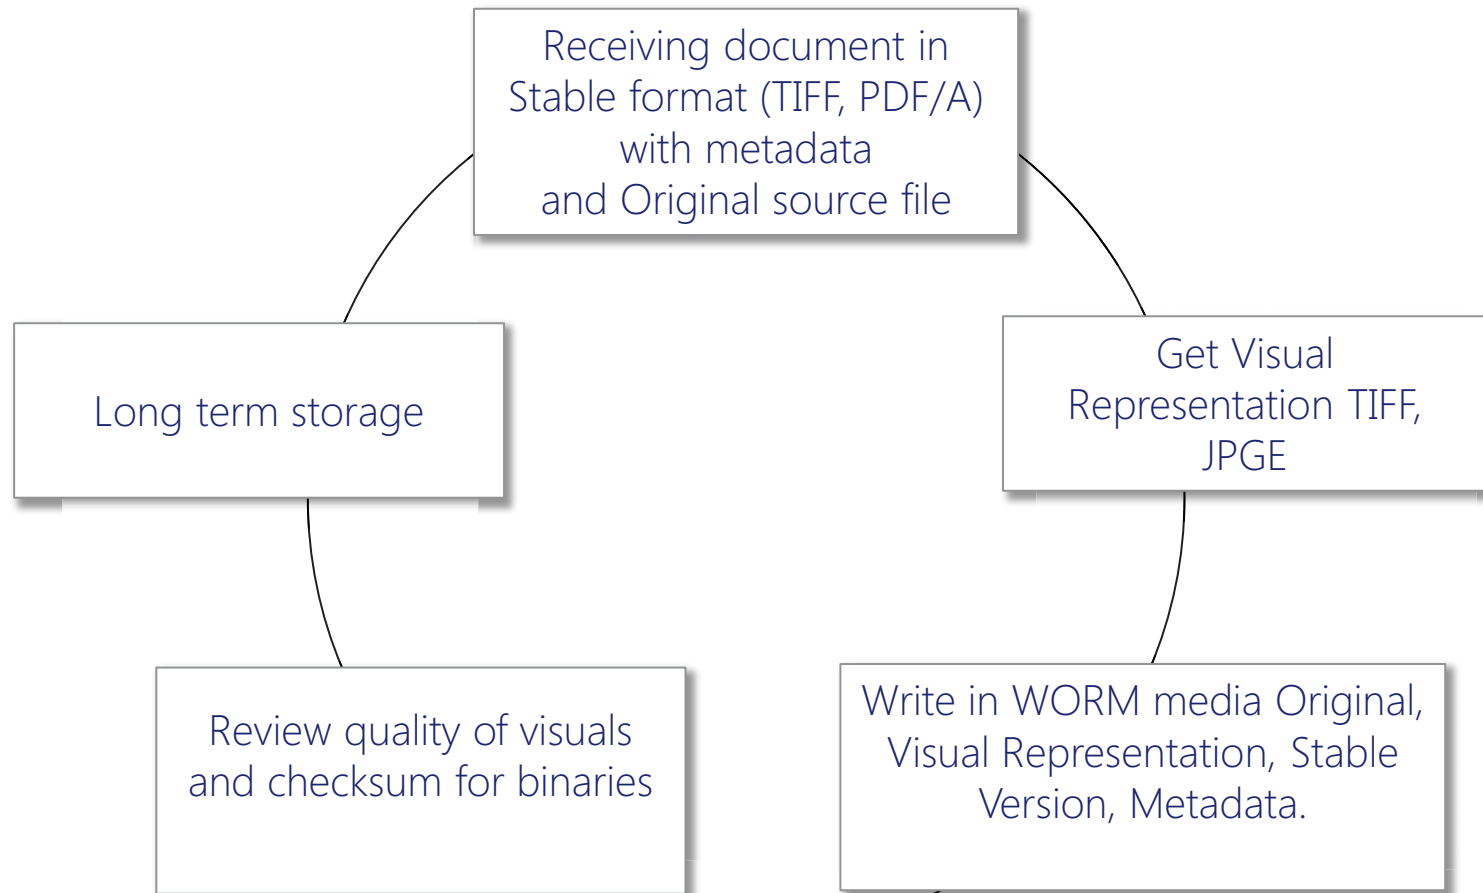 Receiving document in
Stable format (TIFF, PDF/A)
with metadata
and Original source file
Get Visual
Representation TIFF,
JPGE
Write in WORM media Original,
Visual Representation, Stable
Version, Metadata.
Review quality of visuals
and checksum for binaries
Long term storage